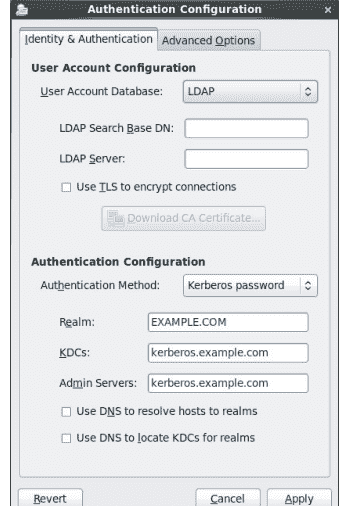 Authentication Configuration
Identity & Authentication
Advanced Options
User Account Configuration
User Account Database: LDAP
LDAP Search Base DN:
LDAP Server:
Use TLS to encrypt connections
Download CA Certificate...
Authentication Configuration
Authentication Method: Kerberos password
Realm: EXAMPLE.COM
KDCs: kerberos.example.com
Admin Servers: kerberos.example.com
Use DNS to resolve hosts to realms
Use DNS to locate KDCs for realms
Revert Cancel Apply